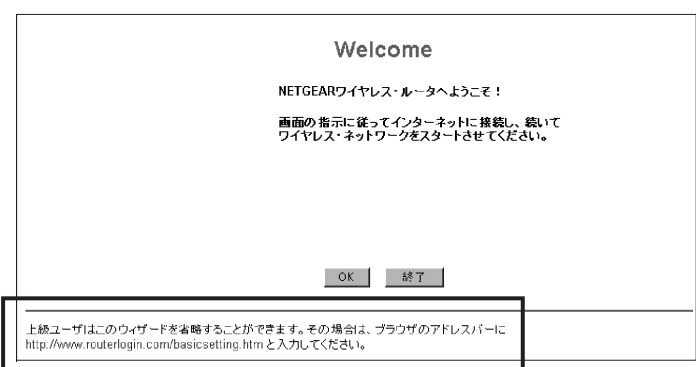 Welcome
NETGEARワイヤレス・ルータへようこそ！
画面の指示に従ってインターネットに接続し、続いて
ワイヤレス・ネットワークをスタートさせてください。
OK 終了
上級ユーザはこのウィザードを省略することができます。その場合は、ブラウザのアドレスバーに
http://www.routerlogin.com/basicsetting.htm と入力してください。